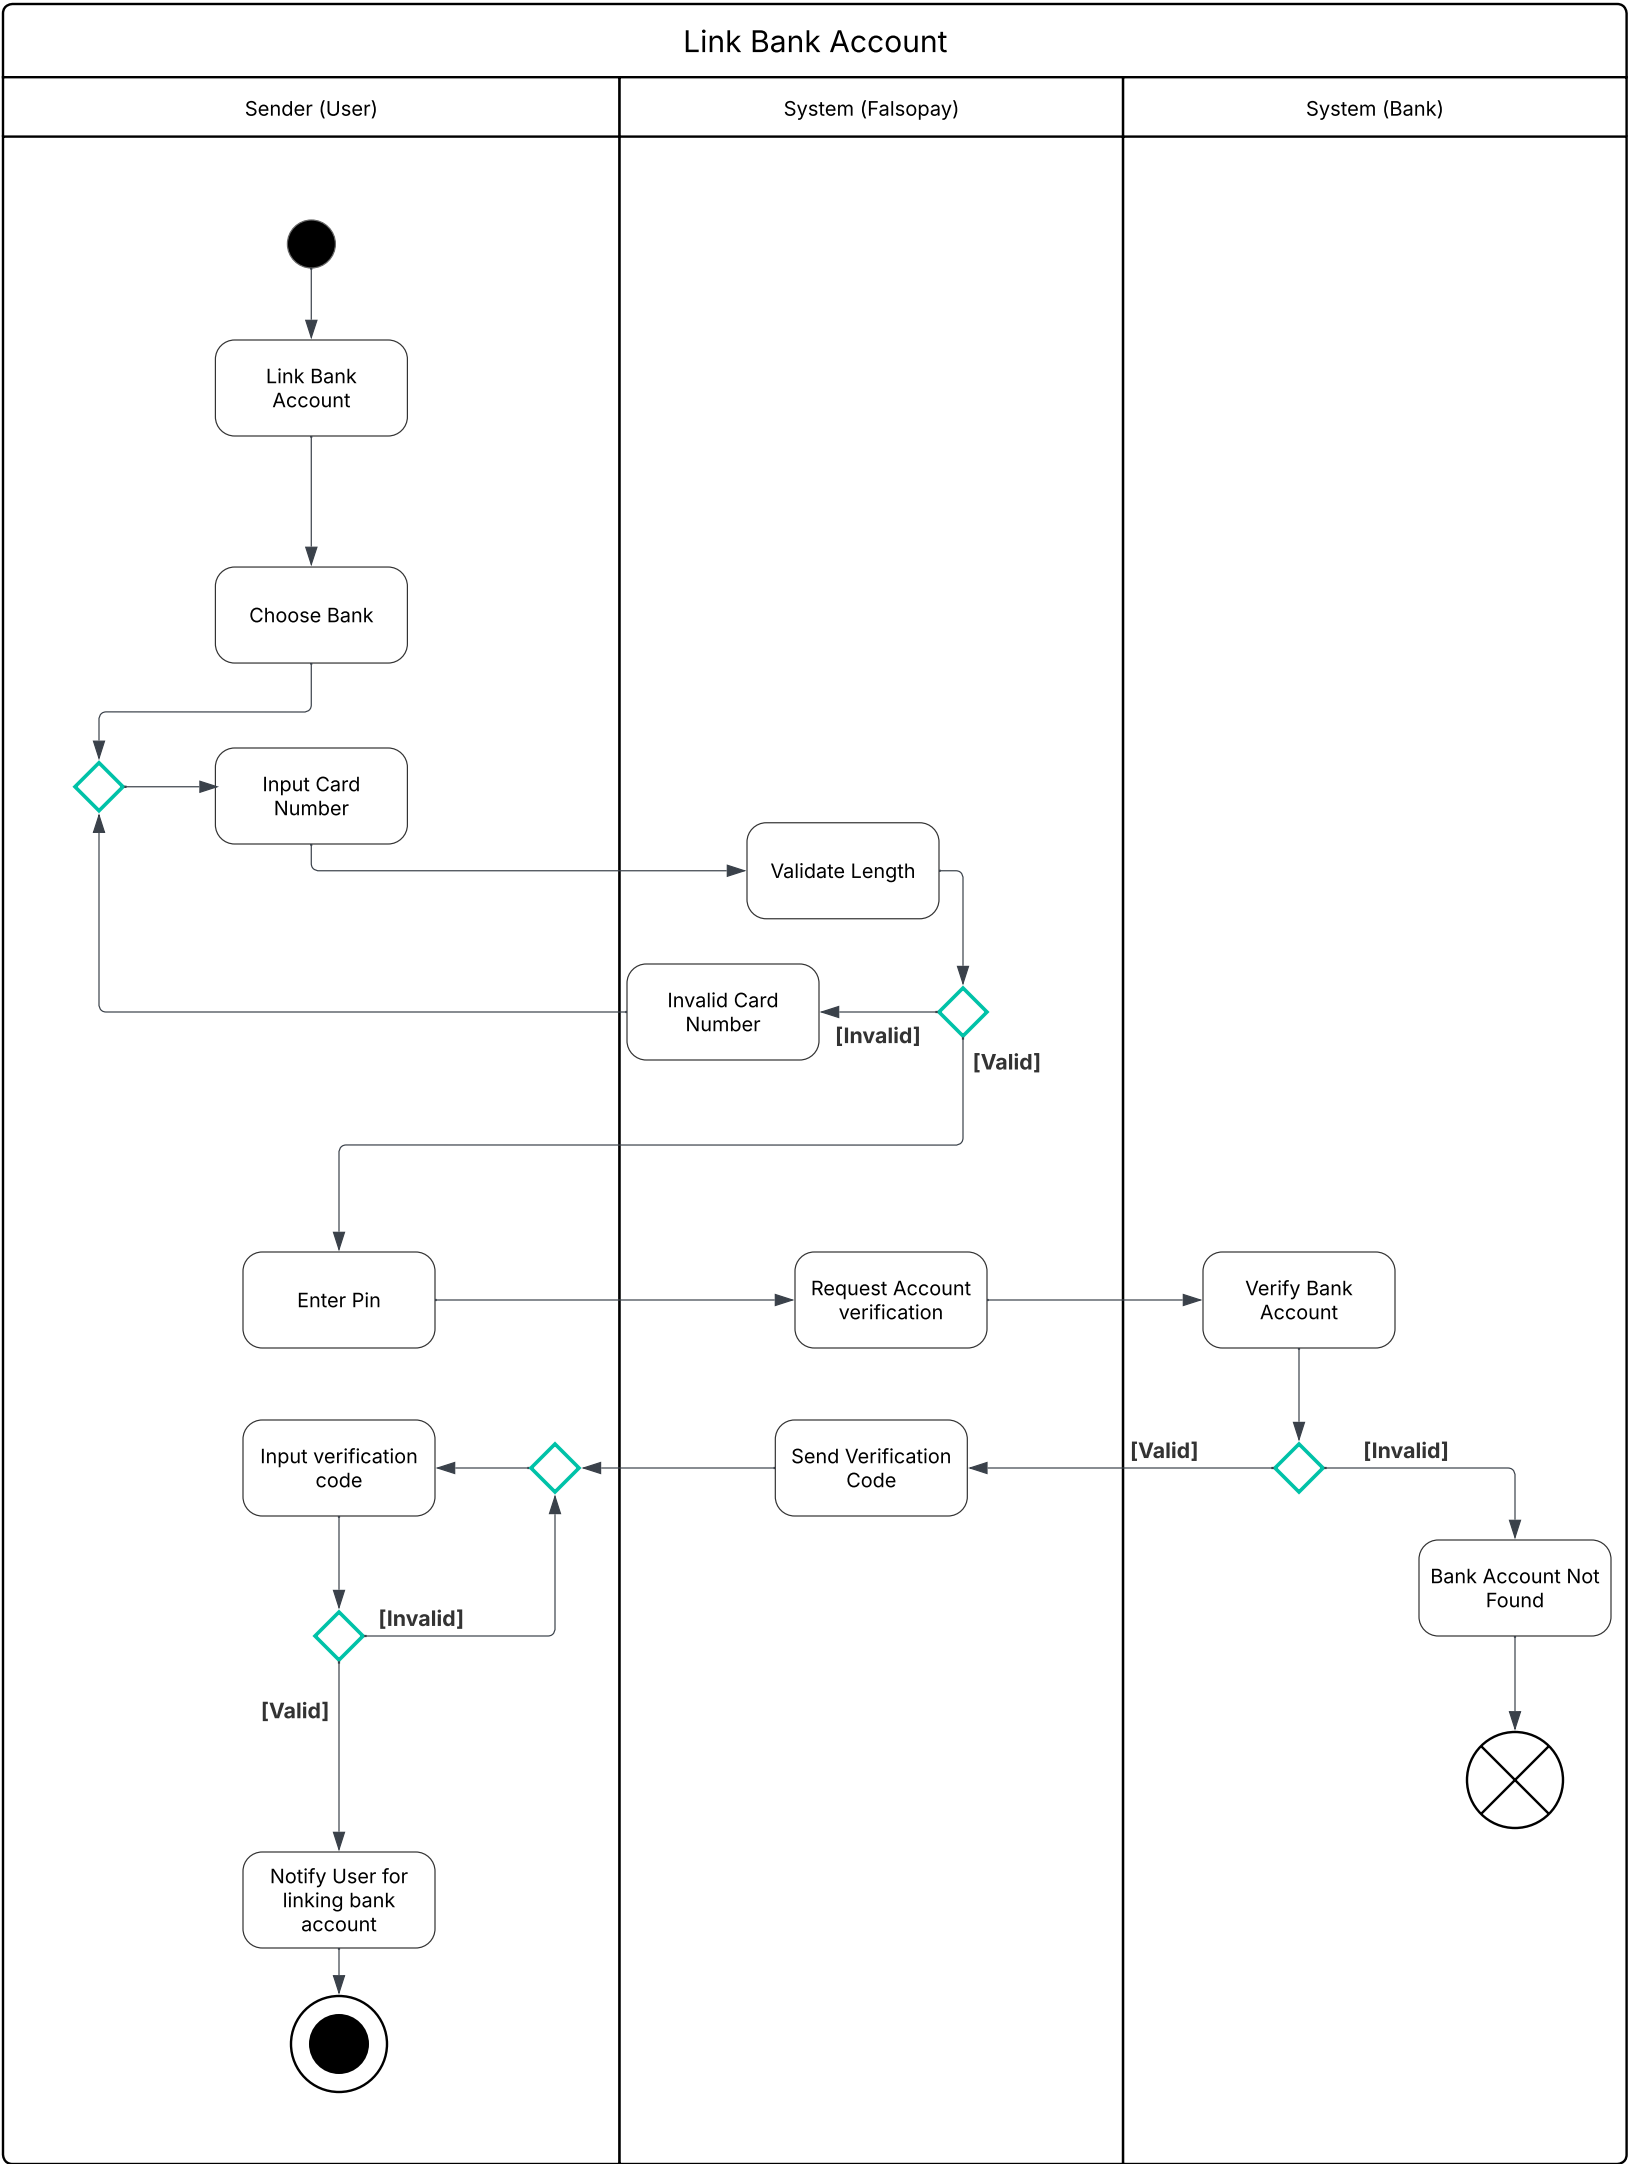 Link Bank Account
Sender (User)
System (Falsopay)
System (Bank)
Link Bank
Account
Choose Bank
Input Card
Number
Validate Length
Invalid Card
Number
[Invalid]
[Valid]
Enter Pin
Request Account
verification
Verify Bank
Account
Input verification
code
Send Verification
Code
[Valid]
[Invalid]
Bank Account Not
Found
[Invalid]
[Valid]
Notify User for
linking bank
account